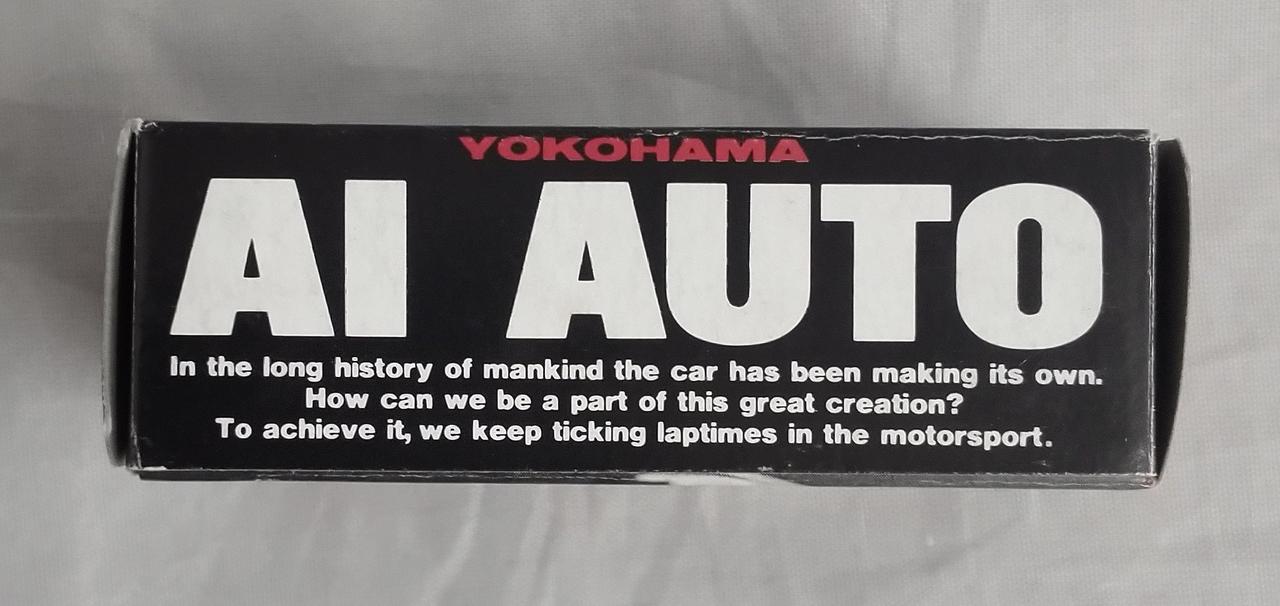 YOKOHAMA
AI AUTO
In the long history of mankind the car has been making its own.
How can we be a part of this great creation?
To achieve it, we keep ticking laptimes in the motorsport.